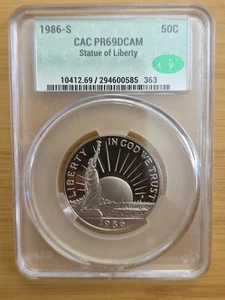 1986-S 50C
CAC PR69DCAM
Statue of Liberty
10412.69 / 294600585 363
LIBERTY
IN GOD WE TRUST
1986